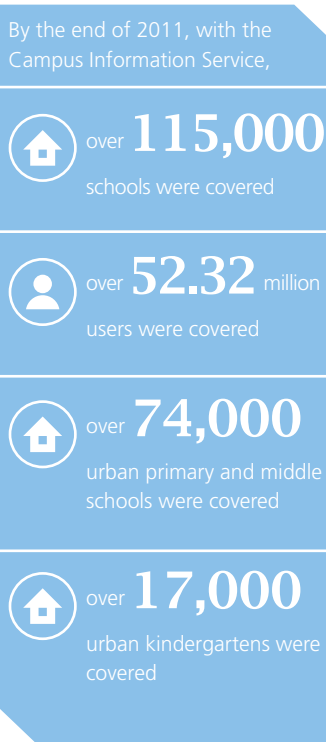 By the end of 2011, with the
Campus Information Service,
over 115,000
schools were covered
over 52.32 million
users were covered
over 74,000
urban primary and middle
schools were covered
over 17,000
urban kindergartens were
covered